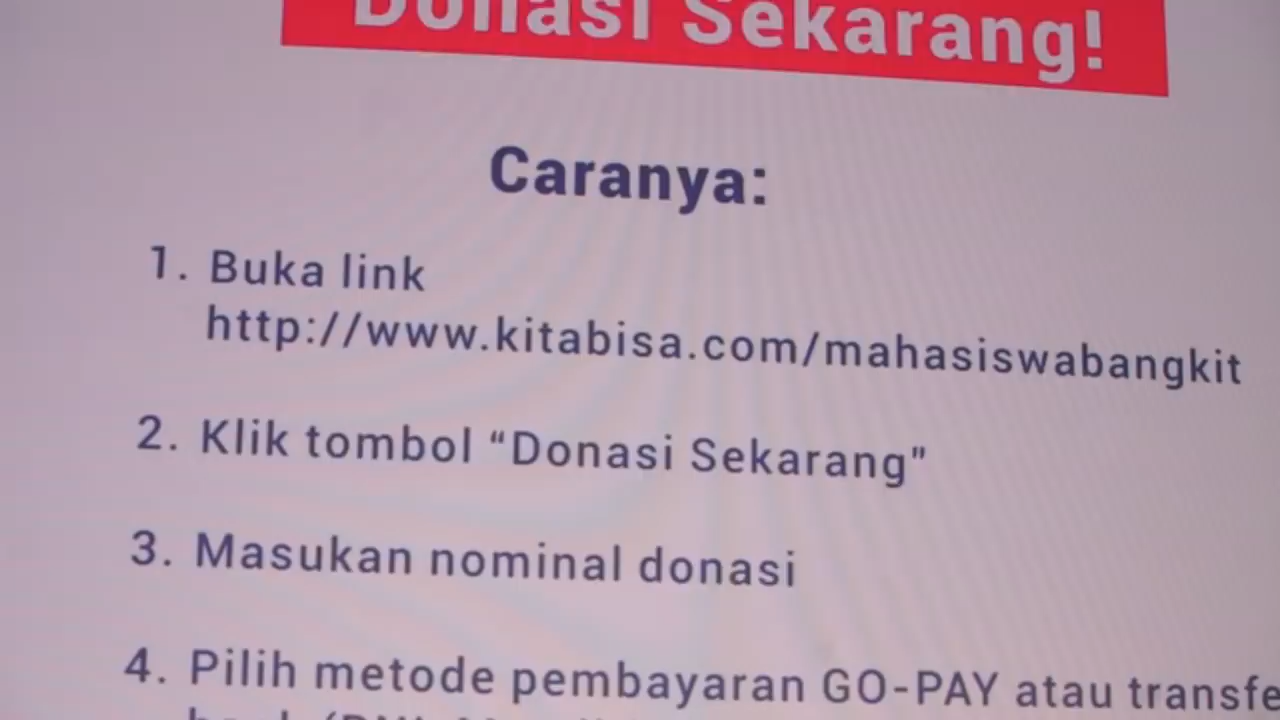 Donasi Sekarang!
Caranya:
1. Buka link
http://www.kitabisa.com/mahasiswabangkit
2. Klik tombol “Donasi Sekarang”
3. Masukan nominal donasi
4. Pilih metode pembayaran GO-PAY atau